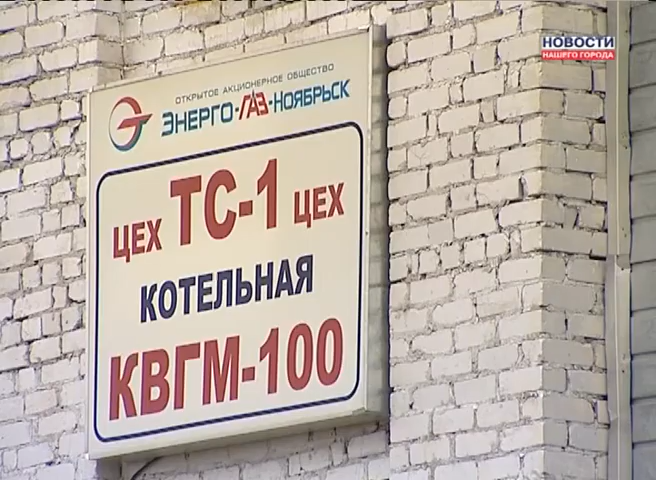 НОВОСТИ
НАШЕГО ГОРОДА
ОТКРЫТОЕ АКЦИОНЕРНОЕ ОБЩЕСТВО
ЭНЕРГО-ГАЗ-НОЯБРЬСК
ЦЕХ ТС-1 ЦЕХ
КОТЕЛЬНАЯ
КВГМ-100